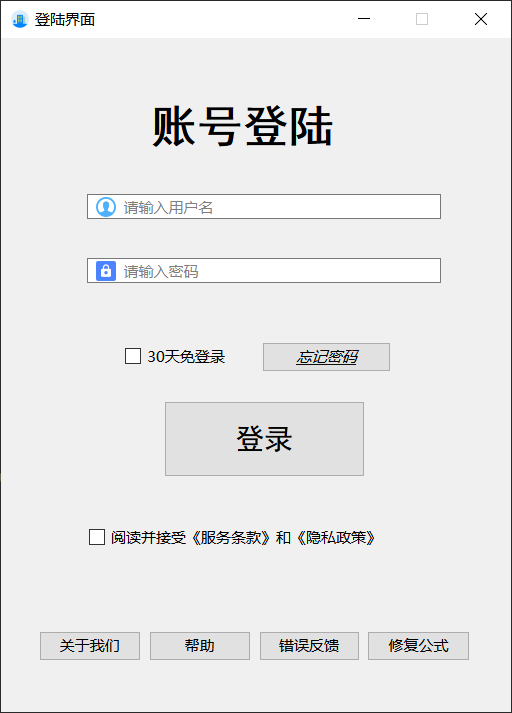 登陆界面
账号登陆
请输入用户名
请输入密码
30天免登录 忘记密码
登录
阅读并接受《服务条款》和《隐私政策》
关于我们 帮助 错误反馈 修复公式